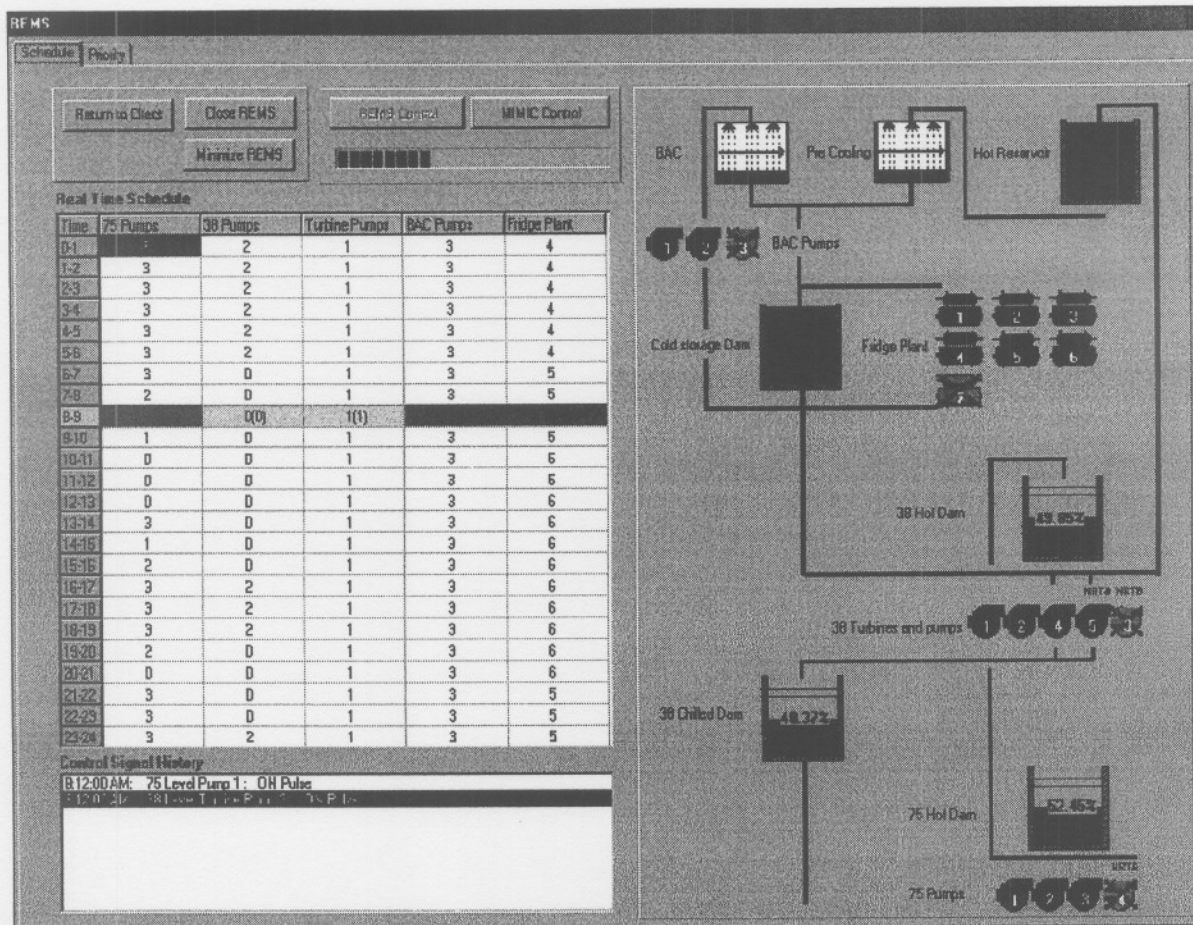 REMS
Schedule Priority
Return to Client Close REMS REMS Control MIMIC Control
Minimize REMS
Real Time Schedule
Time 75 Pumps 38 Pumps Turbine Pumps BAC Pumps Fridge Plant
0-1 2 1 3 4
1-2 3 2 1 3 4
2-3 3 2 1 3 4
3-4 3 2 1 3 4
4-5 3 2 1 3 4
5-6 3 2 1 3 4
6-7 3 0 1 3 5
7-8 2 0 1 3 5
8-9 0(0) 1(1)
9-10 1 0 1 3 5
10-11 0 0 1 3 6
11-12 0 0 1 3 6
12-13 0 0 1 3 6
13-14 3 0 1 3 6
14-15 1 0 1 3 6
15-16 2 0 1 3 6
16-17 3 2 1 3 6
17-18 3 2 1 3 6
18-19 3 2 1 3 6
19-20 2 0 1 3 6
20-21 0 0 1 3 6
21-22 3 0 1 3 5
22-23 3 0 1 3 5
23-24 3 2 1 3 5
Control Signal History
8:12:00 AM: 75 Level Pump 1 : ON Pulse
BAC Pre Cooling Hot Reservoir
1 2 3 BAC Pumps
1 2 3
Cold storage Dam Fridge Plant
4 5 6
7
38 Hot Dam
38 Turbines and pumps 1 2 4 5 3
38 Chilled Dam 48.37%
75 Hot Dam 52.45%
75 Pumps 1 2 3 4